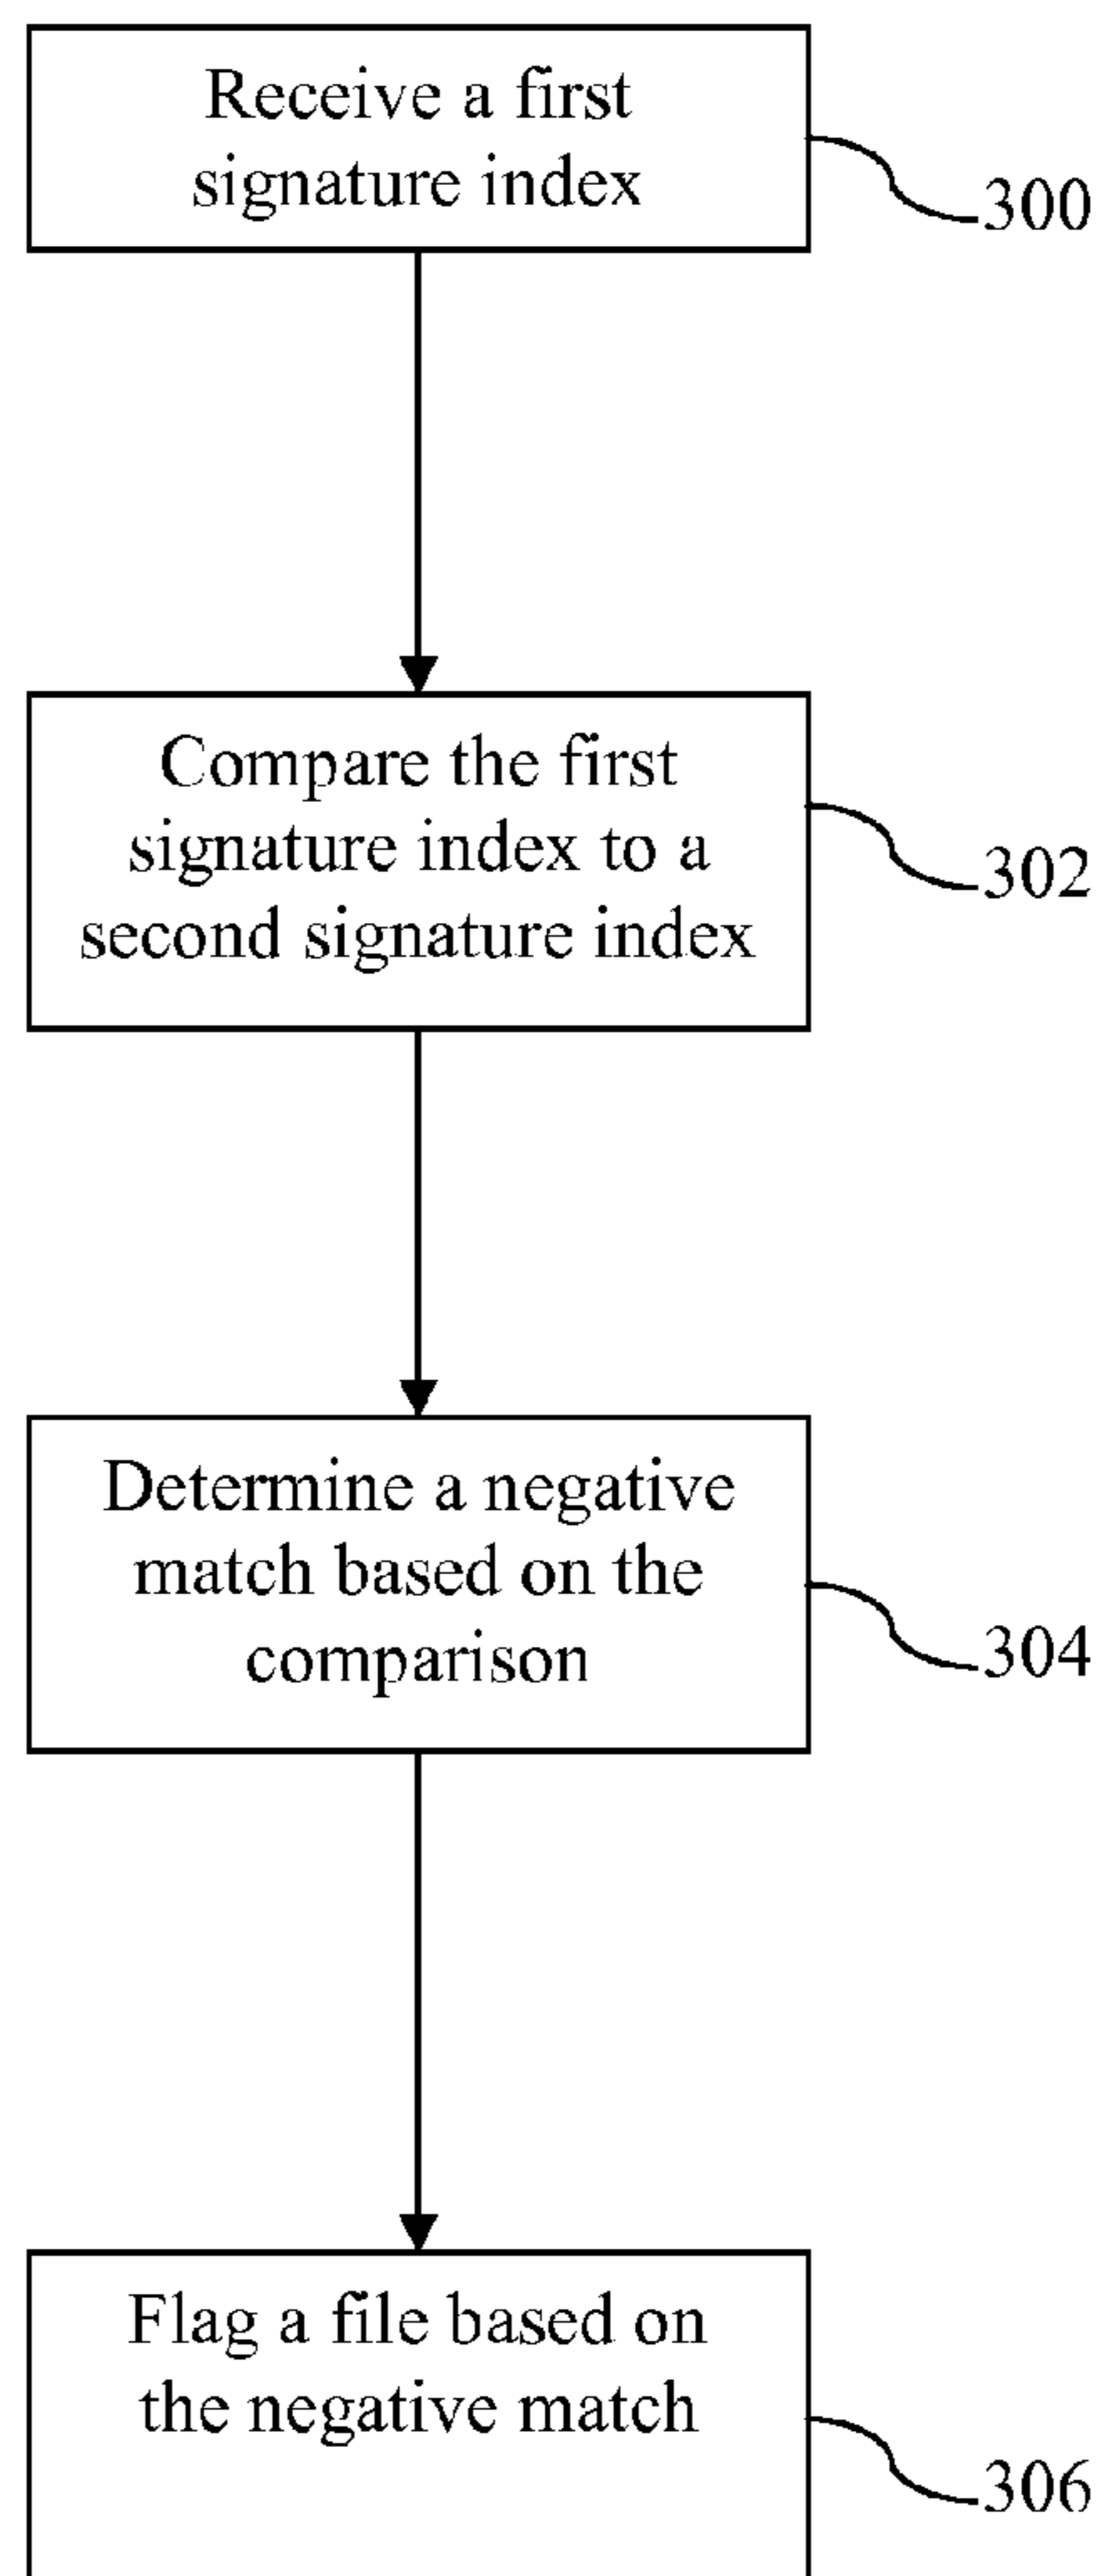 Receive a first
signature index
300
Compare the first
signature index to a
second signature index
302
Determine a negative
match based on the
comparison
304
Flag a file based on
the negative match
306